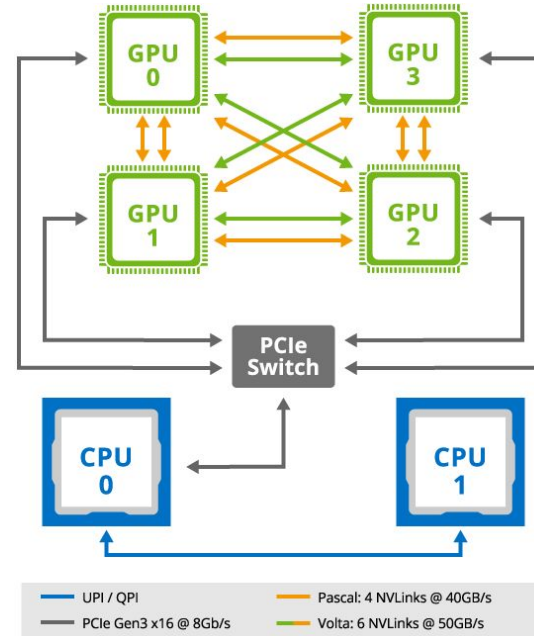 GPU
0
GPU
3
GPU
1
GPU
2
PCIe
Switch
CPU
0
CPU
1
UPI / QPI
Pascal: 4 NVLinks @ 40GB/s
PCIe Gen3 x16 @ 8Gb/s
Volta: 6 NVLinks @ 50GB/s